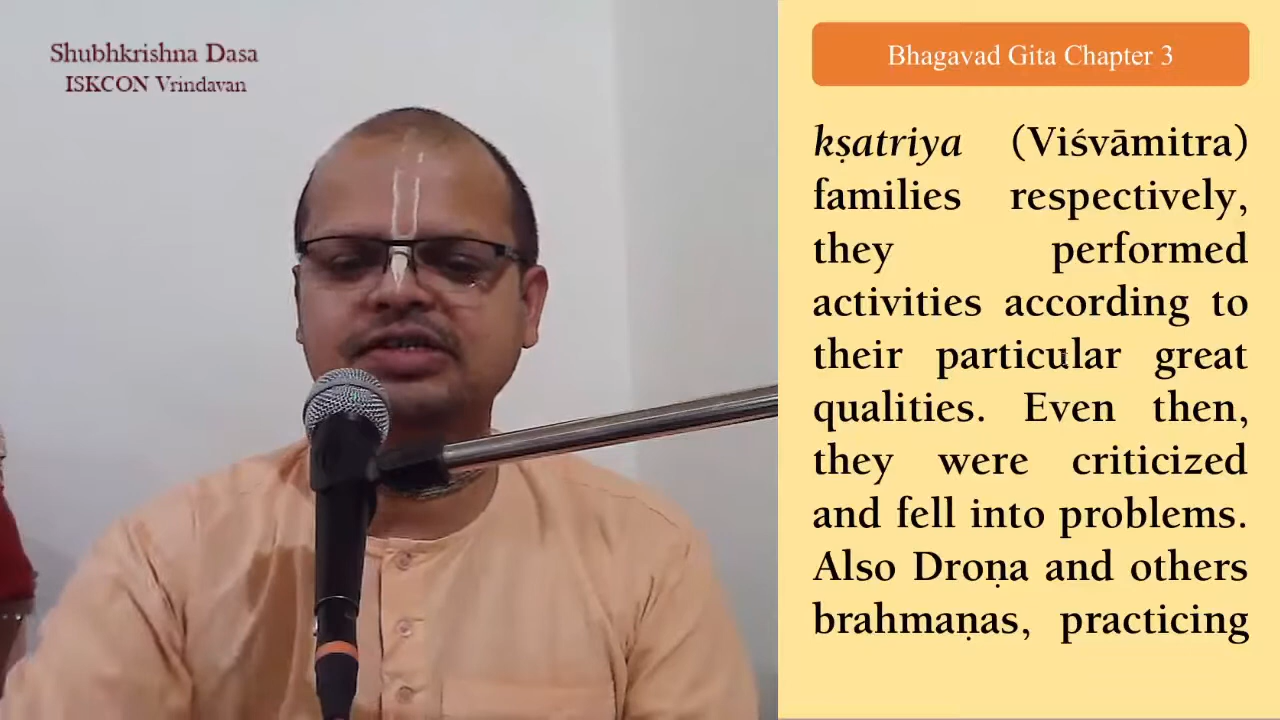 Shubhkrishna Dasa
ISKCON Vrindavan
Bhagavad Gita Chapter 3
kṣatriya (Viśvāmitra)
families respectively,
they performed
activities according to
their particular great
qualities. Even then,
they were criticized
and fell into problems.
Also Droṇa and others
brahmaṇas, practicing